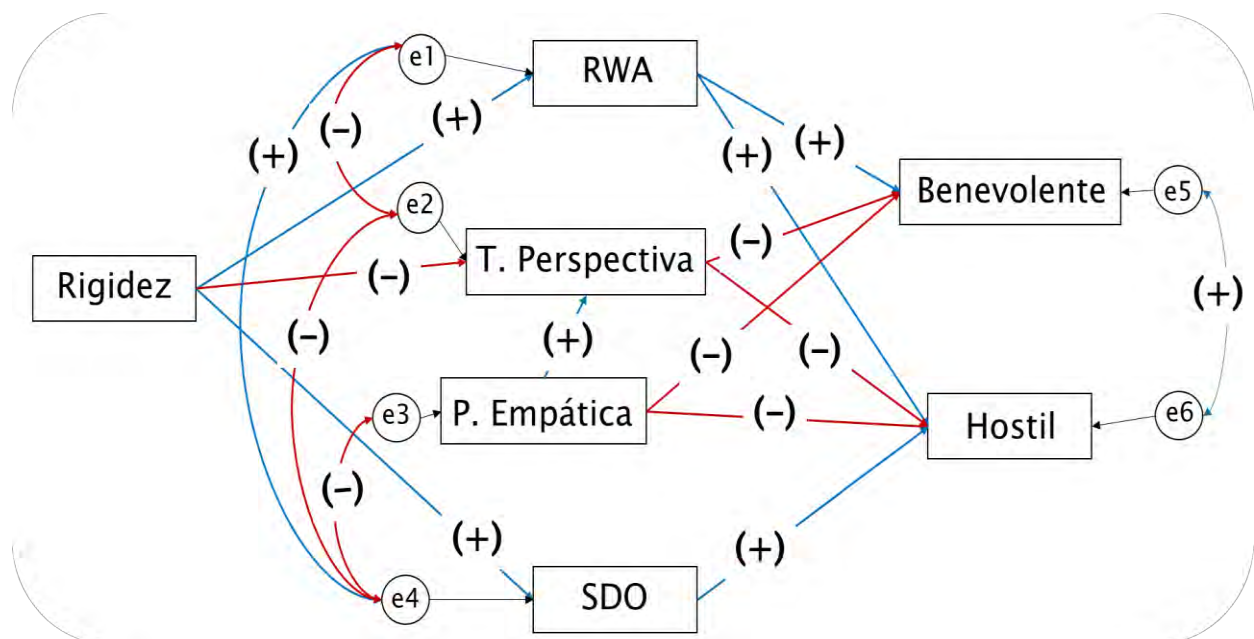 e1
RWA
(+)
(–)
(+)
(+)
(+)
Benevolente
e5
e2
T. Perspectiva
(–)
(–)
Rigidez
(+)
(–)
(+)
(–)
(–)
e3
P. Empática
(–)
Hostil
e6
(–)
(+)
(+)
e4
SDO